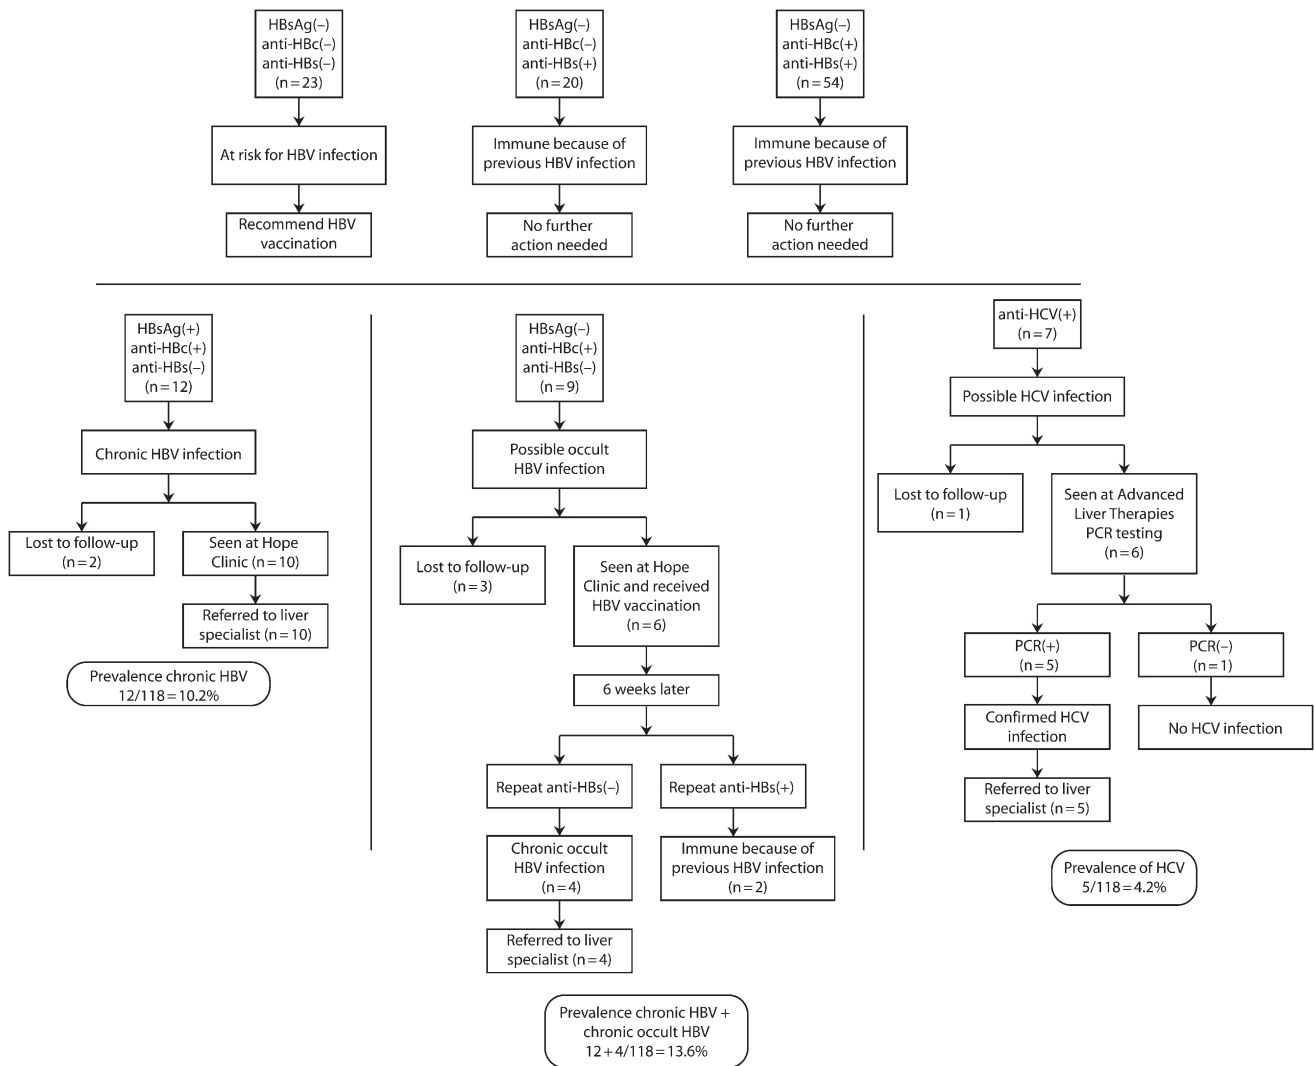 HBsAg(–)
anti-HBc(–)
anti-HBs(–)
(n = 23)
At risk for HBV infection
Recommend HBV
vaccination
HBsAg(–)
anti-HBc(–)
anti-HBs(+)
(n = 20)
Immune because of
previous HBV infection
No further
action needed
HBsAg(–)
anti-HBc(+)
anti-HBs(+)
(n = 54)
Immune because of
previous HBV infection
No further
action needed
HBsAg(+)
anti-HBc(+)
anti-HBs(–)
(n = 12)
Chronic HBV infection
Lost to follow-up
(n = 2)
Seen at Hope
Clinic (n = 10)
Referred to liver
specialist (n = 10)
Prevalence chronic HBV
12/118 = 10.2%
HBsAg(–)
anti-HBc(+)
anti-HBs(–)
(n = 9)
Possible occult
HBV infection
Lost to follow-up
(n = 3)
Seen at Hope
Clinic and received
HBV vaccination
(n = 6)
6 weeks later
Repeat anti-HBs(–)
Repeat anti-HBs(+)
Chronic occult
HBV infection
(n = 4)
Immune because of
previous HBV infection
(n = 2)
Referred to liver
specialist (n = 4)
Prevalence chronic HBV +
chronic occult HBV
12 + 4/118 = 13.6%
anti-HCV(+)
(n = 7)
Possible HCV infection
Lost to follow-up
(n = 1)
Seen at Advanced
Liver Therapies
PCR testing
(n = 6)
PCR(+)
(n = 5)
PCR(–)
(n = 1)
Confirmed HCV
infection
No HCV infection
Referred to liver
specialist (n = 5)
Prevalence of HCV
5/118 = 4.2%